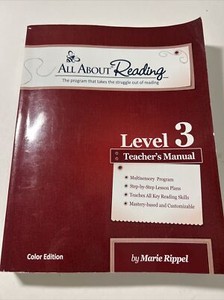 ALL ABOUT Reading
The program that takes the struggle out of reading
Level 3
Teacher's Manual
Multisensory Program
Step-by-Step Lesson Plans
Teaches All Key Reading Skills
Mastery-based and Customizable
Color Edition
by Marie Rippel